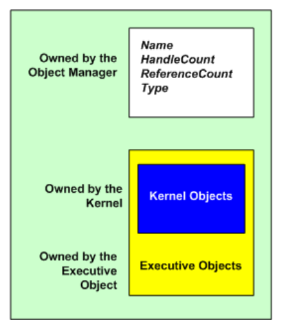 Owned by the
Object Manager
Name
HandleCount
ReferenceCount
Type
Owned by the
Kernel
Kernel Objects
Owned by the
Executive
Object
Executive Objects